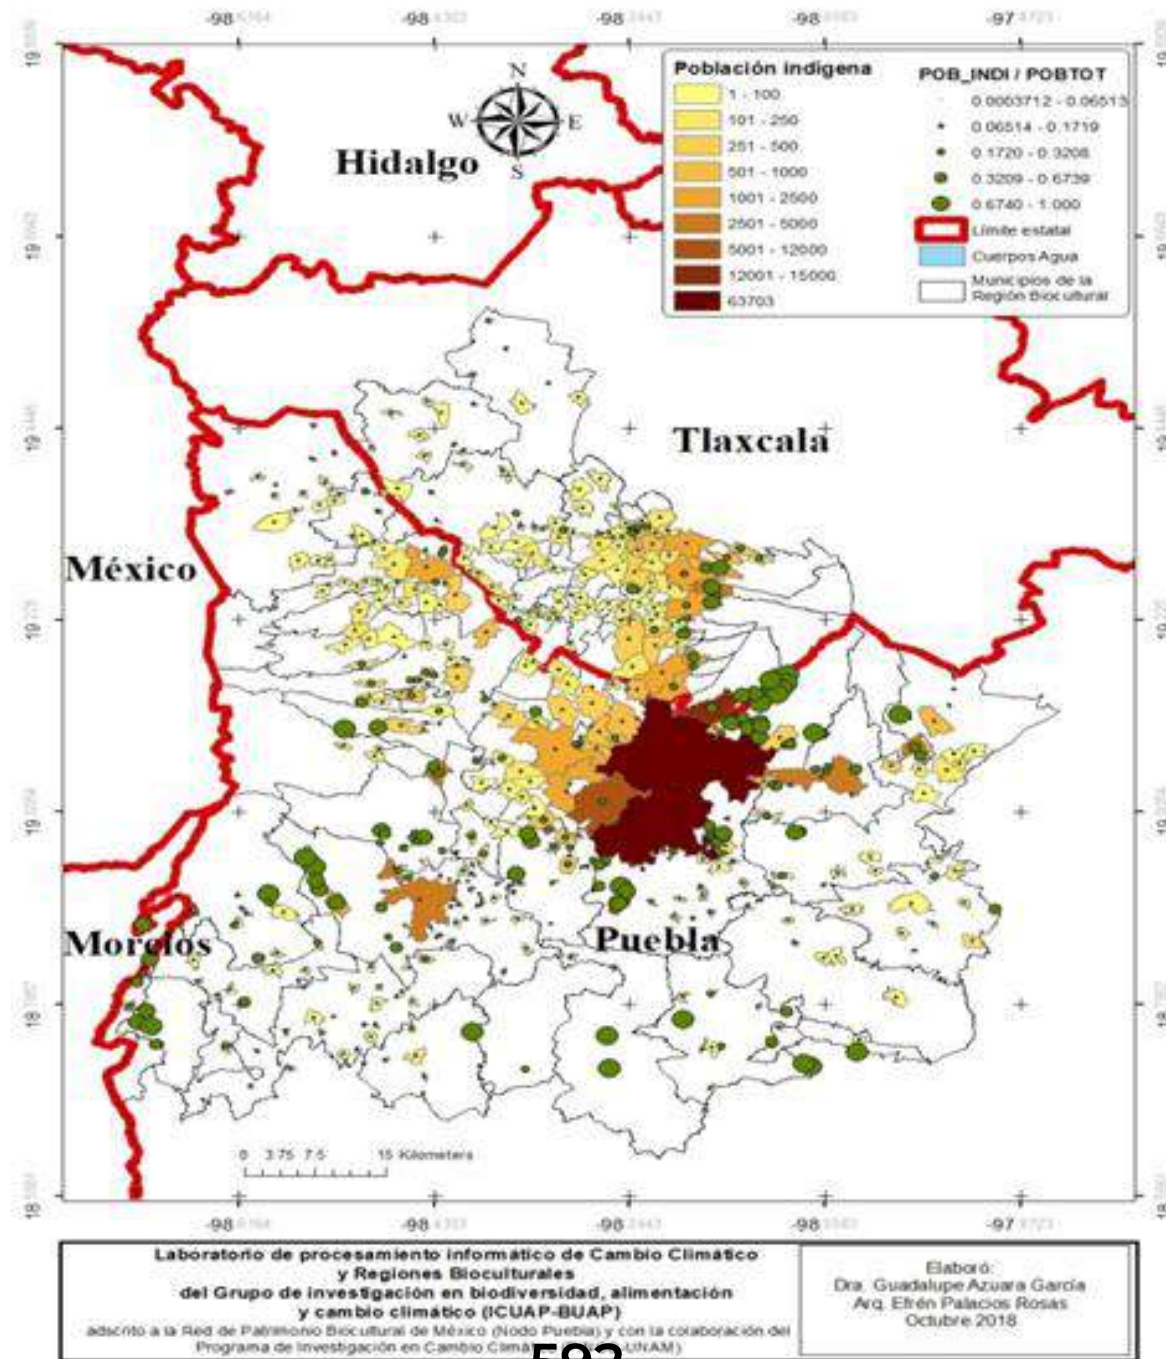 -98 -98 -98 -98 -97
Población indígena
1 - 100
101 - 250
251 - 500
501 - 1000
1001 - 2500
2501 - 5000
5001 - 12000
12001 - 15000
63703
POB_INDI / POBTOT
0.0003712 - 0.06513
0.06514 - 0.1719
0.1720 - 0.3208
0.3209 - 0.6739
0.6740 - 1.000
Límite estatal
Cuerpos Agua
Municipios de la
Región Biocultural
N
W E
S
Hidalgo
Tlaxcala
México
Morelos
Puebla
0 3.75 7.5 15 Kilometers
-98 -98 -98 -98 -97
Laboratorio de procesamiento informático de Cambio Climático
y Regiones Bioculturales
del Grupo de investigación en biodiversidad, alimentación
y cambio climático (ICUAP-BUAP)
adscrito a la Red de Patrimonio Biocultural de México (Nodo Puebla) y con la colaboración del
Programa de Investigación en Cambio UNAM)
Elaboró:
Dra. Guadalupe Azuara García
Arq. Efrén Palacios Rosas
Octubre 2018